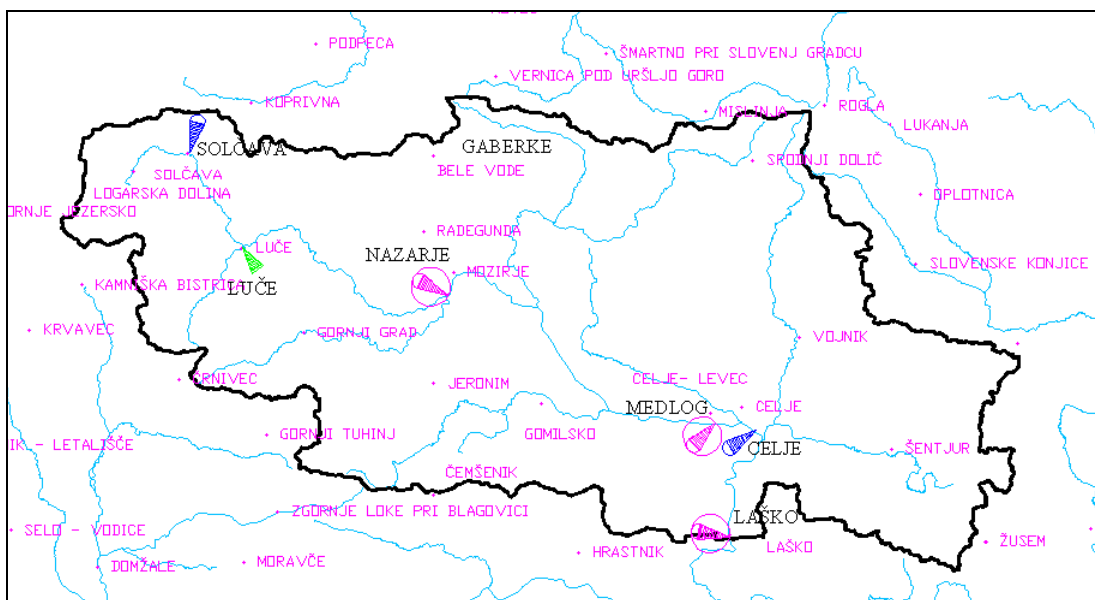 PODPECA
ŠMARTNO PRI SLOVENJ GRADCU
VERNICA POD URŠLJO GORO
KOPRIVNA
MISLINJA
ROGLA
LUKANJA
SOLČAVA
GABERKE
BELE VODE
SREDNJI DOLIČ
SOLČAVA
LOGARSKA DOLINA
OPLOTNICA
ORNJE JEZERSKO
RADEGUNDA
LUČE
NAZARJE
MOZIRJE
SLOVENSKE KONJICE
KAMNIŠKA BISTRICA
LUČE
KRVAVEC
GORNJI GRAD
VOJNIK
ČRNIVEC
JERONIM
CELJE- LEVEC
MEDLOG
CELJE
GORNJI TUHINJ
GOMILSKO
NIK - LETALIŠČE
CELJE
ŠENTJUR
ČEMŠENIK
ZGORNJE LOKE PRI BLAGOVICI
LAŠKO
SELO - VODICE
HRASTNIK
LAŠKO
ŽUSEM
MORAVČE
DOMŽALE